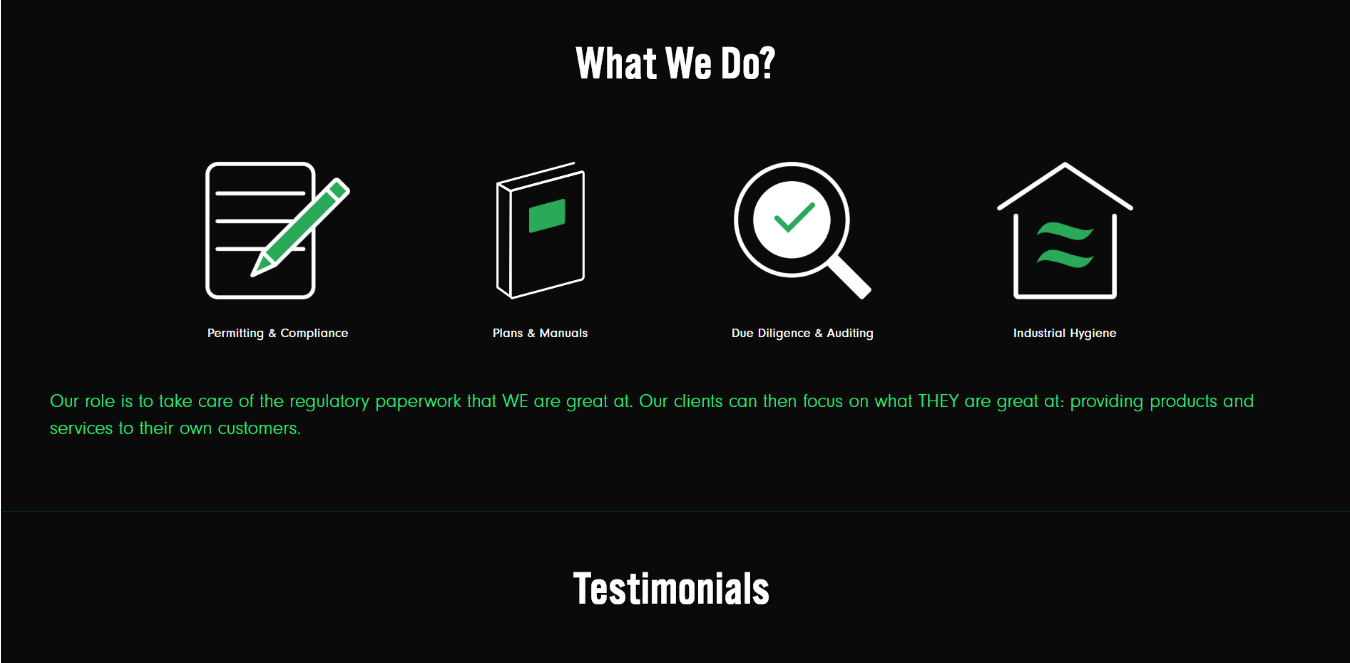 What We Do?
Permitting & Compliance
Plans & Manuals
Due Diligence & Auditing
Industrial Hygiene
Our role is to take care of the regulatory paperwork that WE are great at. Our clients can then focus on what THEY are great at: providing products and
services to their own customers.
Testimonials